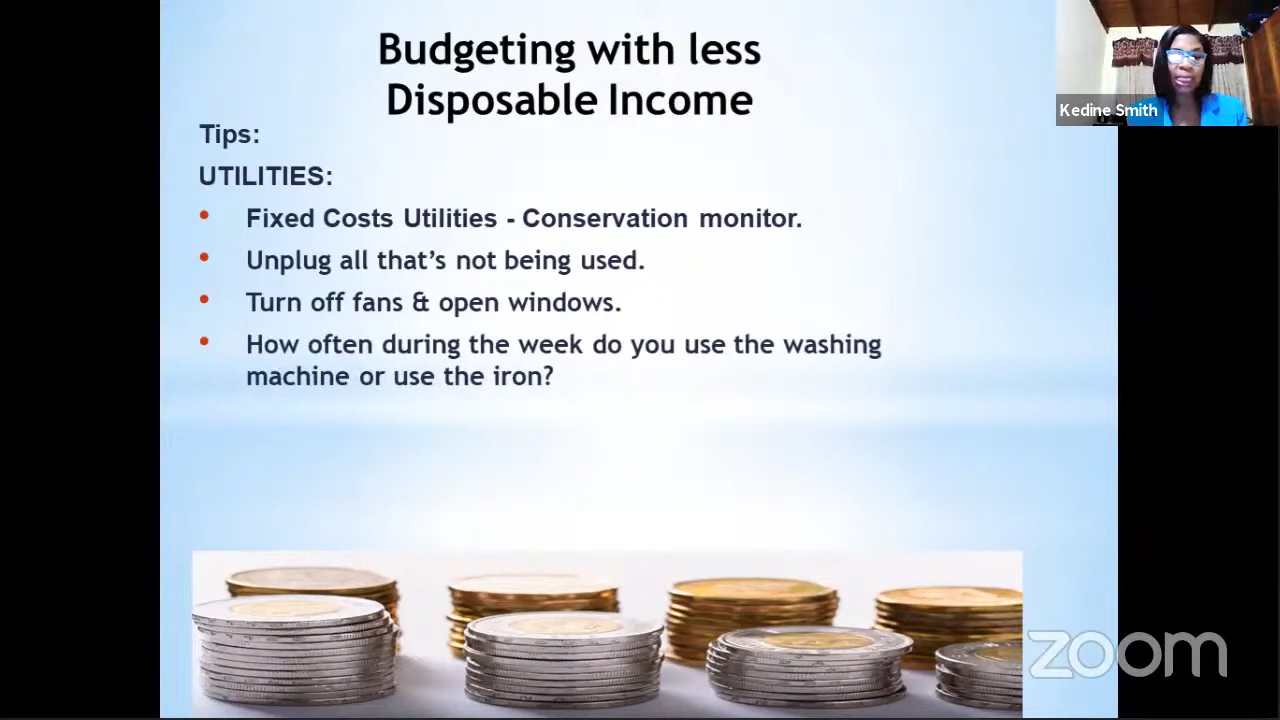 Budgeting with less
Disposable Income
Tips:
UTILITIES:
• Fixed Costs Utilities - Conservation monitor.
• Unplug all that’s not being used.
• Turn off fans & open windows.
• How often during the week do you use the washing
machine or use the iron?
Kedine Smith
zoom